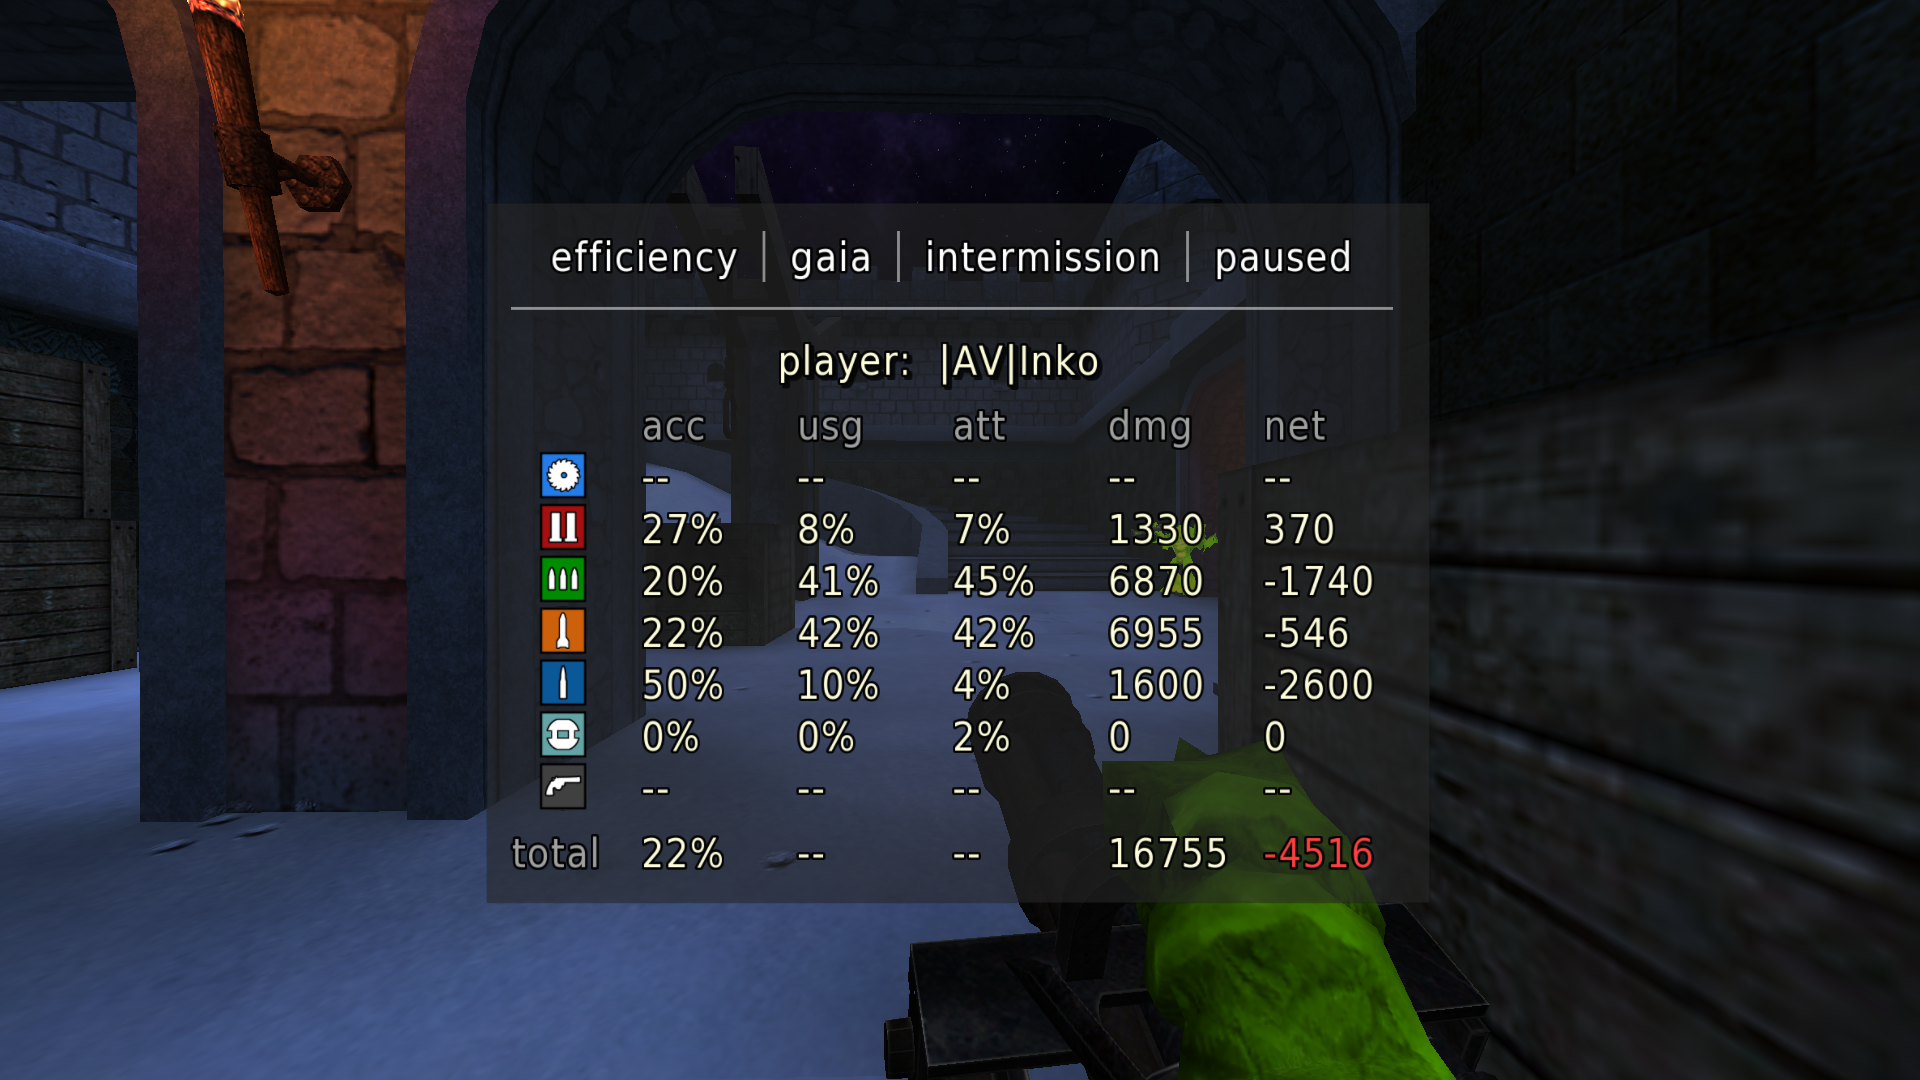 efficiency | gaia | intermission | paused
player: |AV|Inko
acc usg att dmg net
-- -- -- -- --
27% 8% 7% 1330 370
20% 41% 45% 6870 -1740
22% 42% 42% 6955 -546
50% 10% 4% 1600 -2600
0% 0% 2% 0 0
-- -- -- -- --
total 22% -- -- 16755 -4516